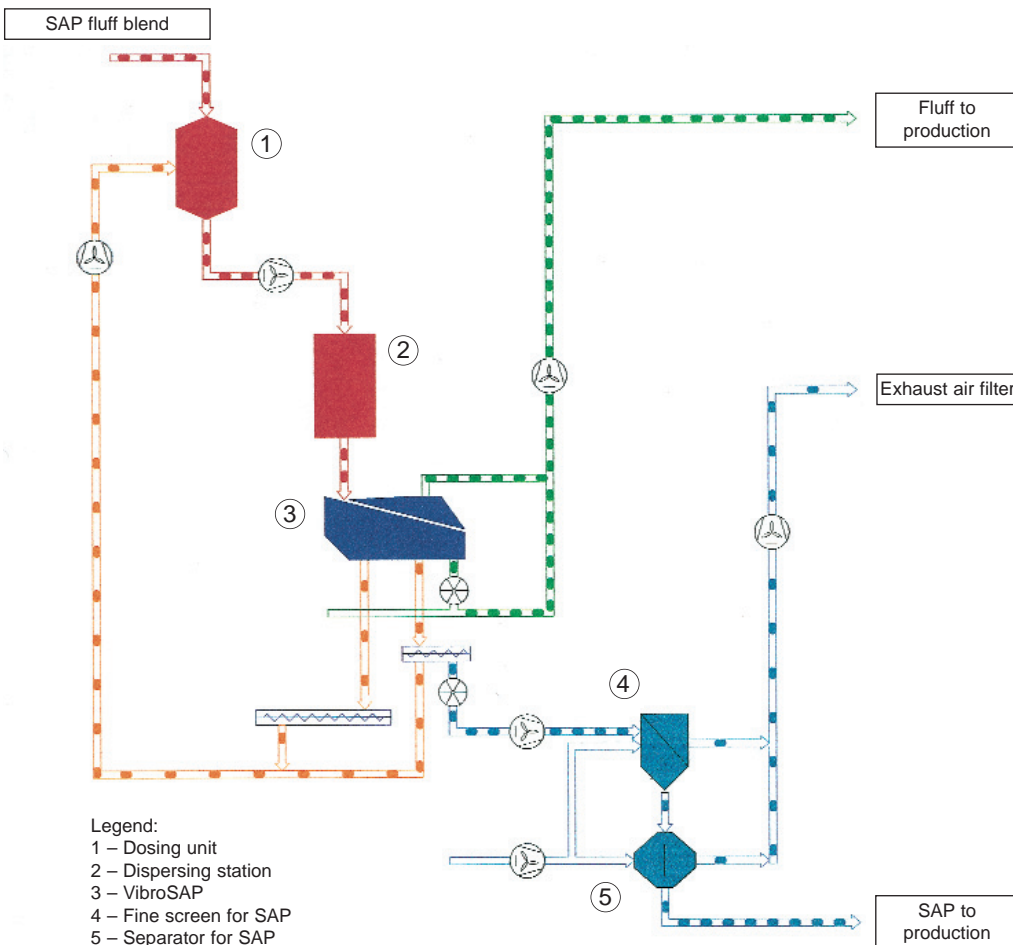 SAP fluff blend
1
Fluff to
production
2
Exhaust air filter
3
4
Legend:
1 – Dosing unit
2 – Dispersing station
3 – VibroSAP
4 – Fine screen for SAP
5 – Separator for SAP
5
SAP to
production